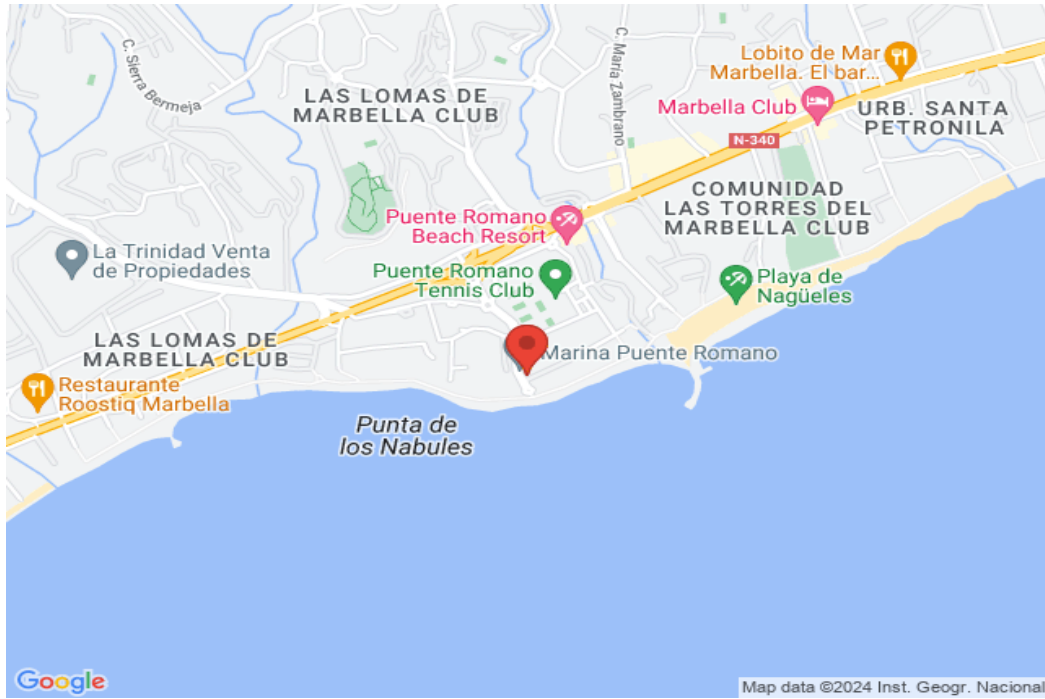 C. Sierra Bermeja
C. María Zambrano
Lobito de Mar
Marbella. El bar...
LAS LOMAS DE
MARBELLA CLUB
Marbella Club
URB. SANTA
PETRONILA
N-340
COMUNIDAD
LAS TORRES DEL
MARBELLA CLUB
Puente Romano
Beach Resort
La Trinidad Venta
de Propiedades
Puente Romano
Tennis Club
Playa de
Nagüeles
LAS LOMAS DE
MARBELLA CLUB
Marina Puente Romano
Restaurante
Roostiq Marbella
Punta de
los Nabules
Google
Map data ©2024 Inst. Geogr. Nacional